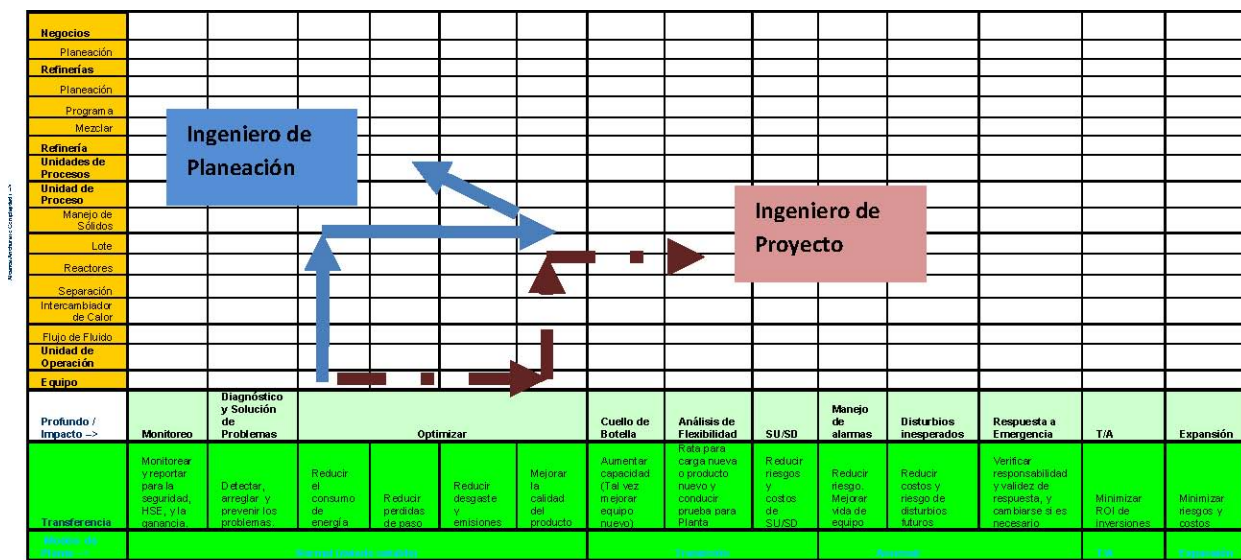 Negocios
Planeación
Refinerías
Planeación
Programa
Mezclar
Refinería
Unidades de
Procesos
Unidad de
Proceso
Manejo de
Sólidos
Lote
Reactores
Separación
Intercambiador
de Calor
Flujo de Fluido
Unidad de
Operación
Equipo
Ingeniero de
Planeación
Ingeniero de
Proyecto
Profundo /
Impacto -->
Monitoreo
Diagnóstico
y Solución
de
Problemas
Optimizar
Cuello de
Botella
Análisis de
Flexibilidad
SU/SD
Manejo
de
alarmas
Disturbios
inesperados
Respuesta a
Emergencia
T/A
Expansión
Transferencia
Monitorear
y reportar
para la
seguridad,
HSE, y la
ganancia.
Detectar,
arreglar y
prevenir los
problemas.
Reducir
el
consumo
de
energía
Reducir
perdidas
de paso
Reducir
desgaste
y
emisiones
Mejorar
la
calidad
del
producto
Aumentar
capacidad
(Tal vez
mejorar
equipo
nuevo)
Rata para
carga nueva
o producto
nuevo y
conducir
prueba para
Planta
Reducir
riesgos
y
costos
de
SU/SD
Reducir
riesgo.
Mejorar
vida de
equipo
Reducir
costos y
riesgo de
disturbios
futuros
Verificar
responsabilidad
y validez de
respuesta, y
cambiarse si es
necesario
Minimizar
ROI de
inversiones
Minimizar
riesgos y
costos
T/A
Expansión